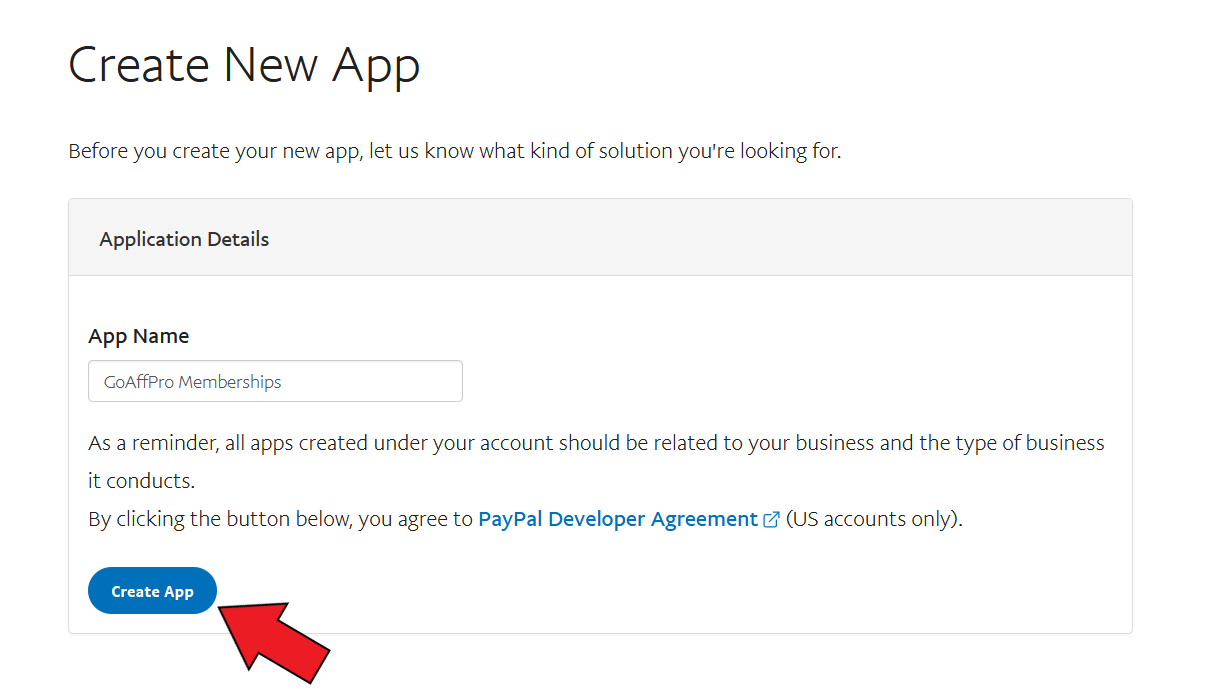 Create New App
Before you create your new app, let us know what kind of solution you're looking for.
Application Details
App Name
GoAffPro Memberships
As a reminder, all apps created under your account should be related to your business and the type of business
it conducts.
By clicking the button below, you agree to PayPal Developer Agreement (US accounts only).
Create App